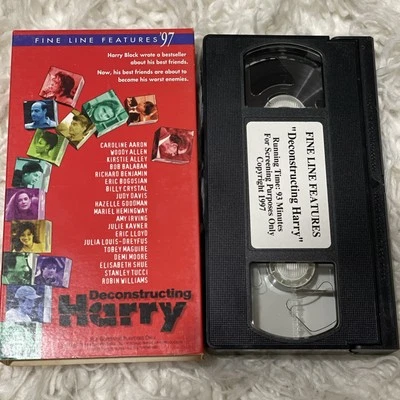 FINE LINE FEATURES '97
Harry Block wrote a bestseller
about his best friends.
Now, his best friends are about to
become his worst enemies.
CAROLINE AARON
WOODY ALLEN
KIRSTIE ALLEY
BOB BALABAN
RICHARD BENJAMIN
ERIC BOGOSIAN
BILLY CRYSTAL
JUDY DAVIS
HAZELLE GOODMAN
MARIEL HEMINGWAY
AMY IRVING
JULIE KAVNER
ERIC LLOYD
JULIA LOUIS-DREYFUS
TOBEY MAGUIRE
DEMI MOORE
ELISABETH SHUE
STANLEY TUCCI
ROBIN WILLIAMS
Deconstructing
Harry
FINE LINE FEATURES
"Deconstructing Harry"
Running Time: 93 Minutes
For Screening Purposes Only
Copyright 1997